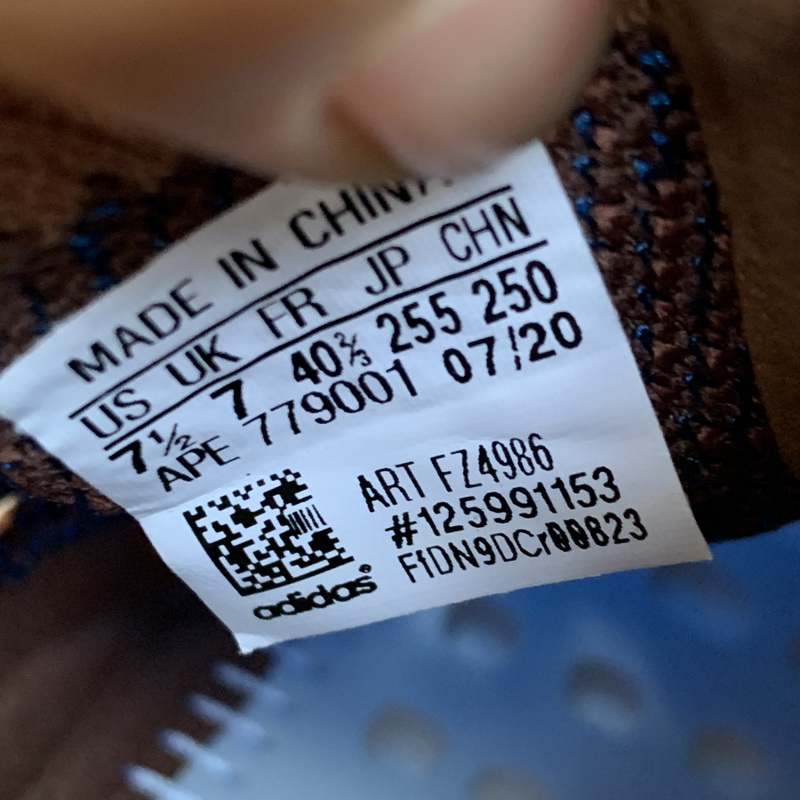 MADE IN CHINA
US UK FR JP CHN
7½ 7 40⅔ 255 250
APE 779001 07/20
ART FZ4986
#125991153
adidas®